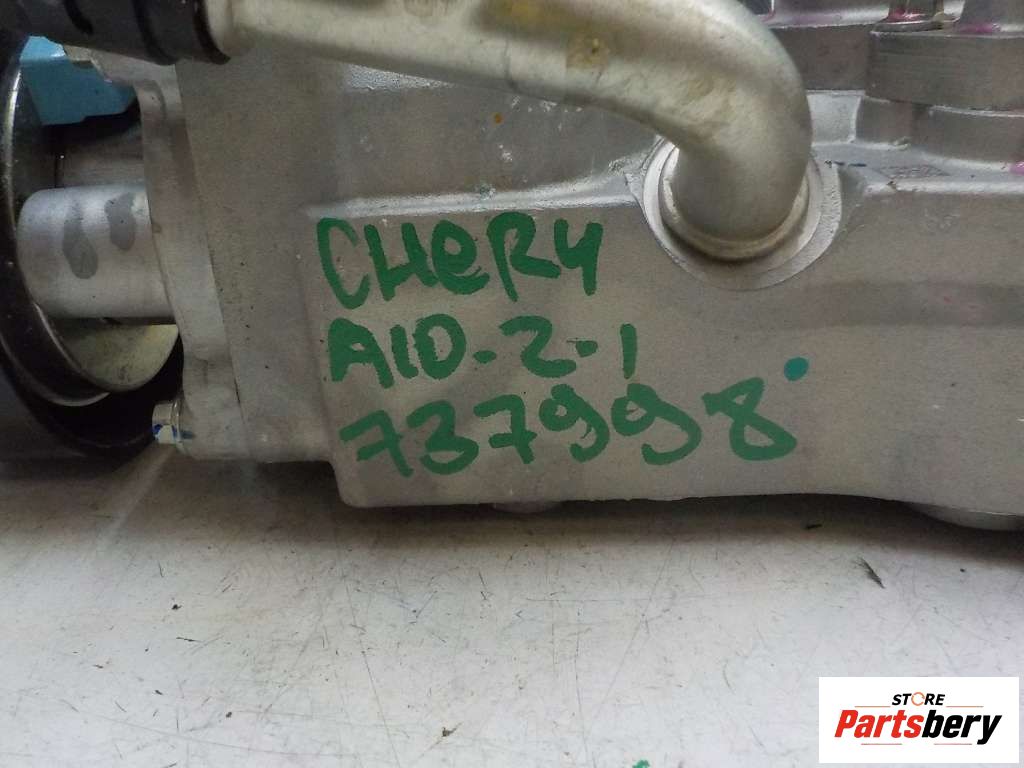 CHERY
A10-2-1
737998
STORE
Partsbery